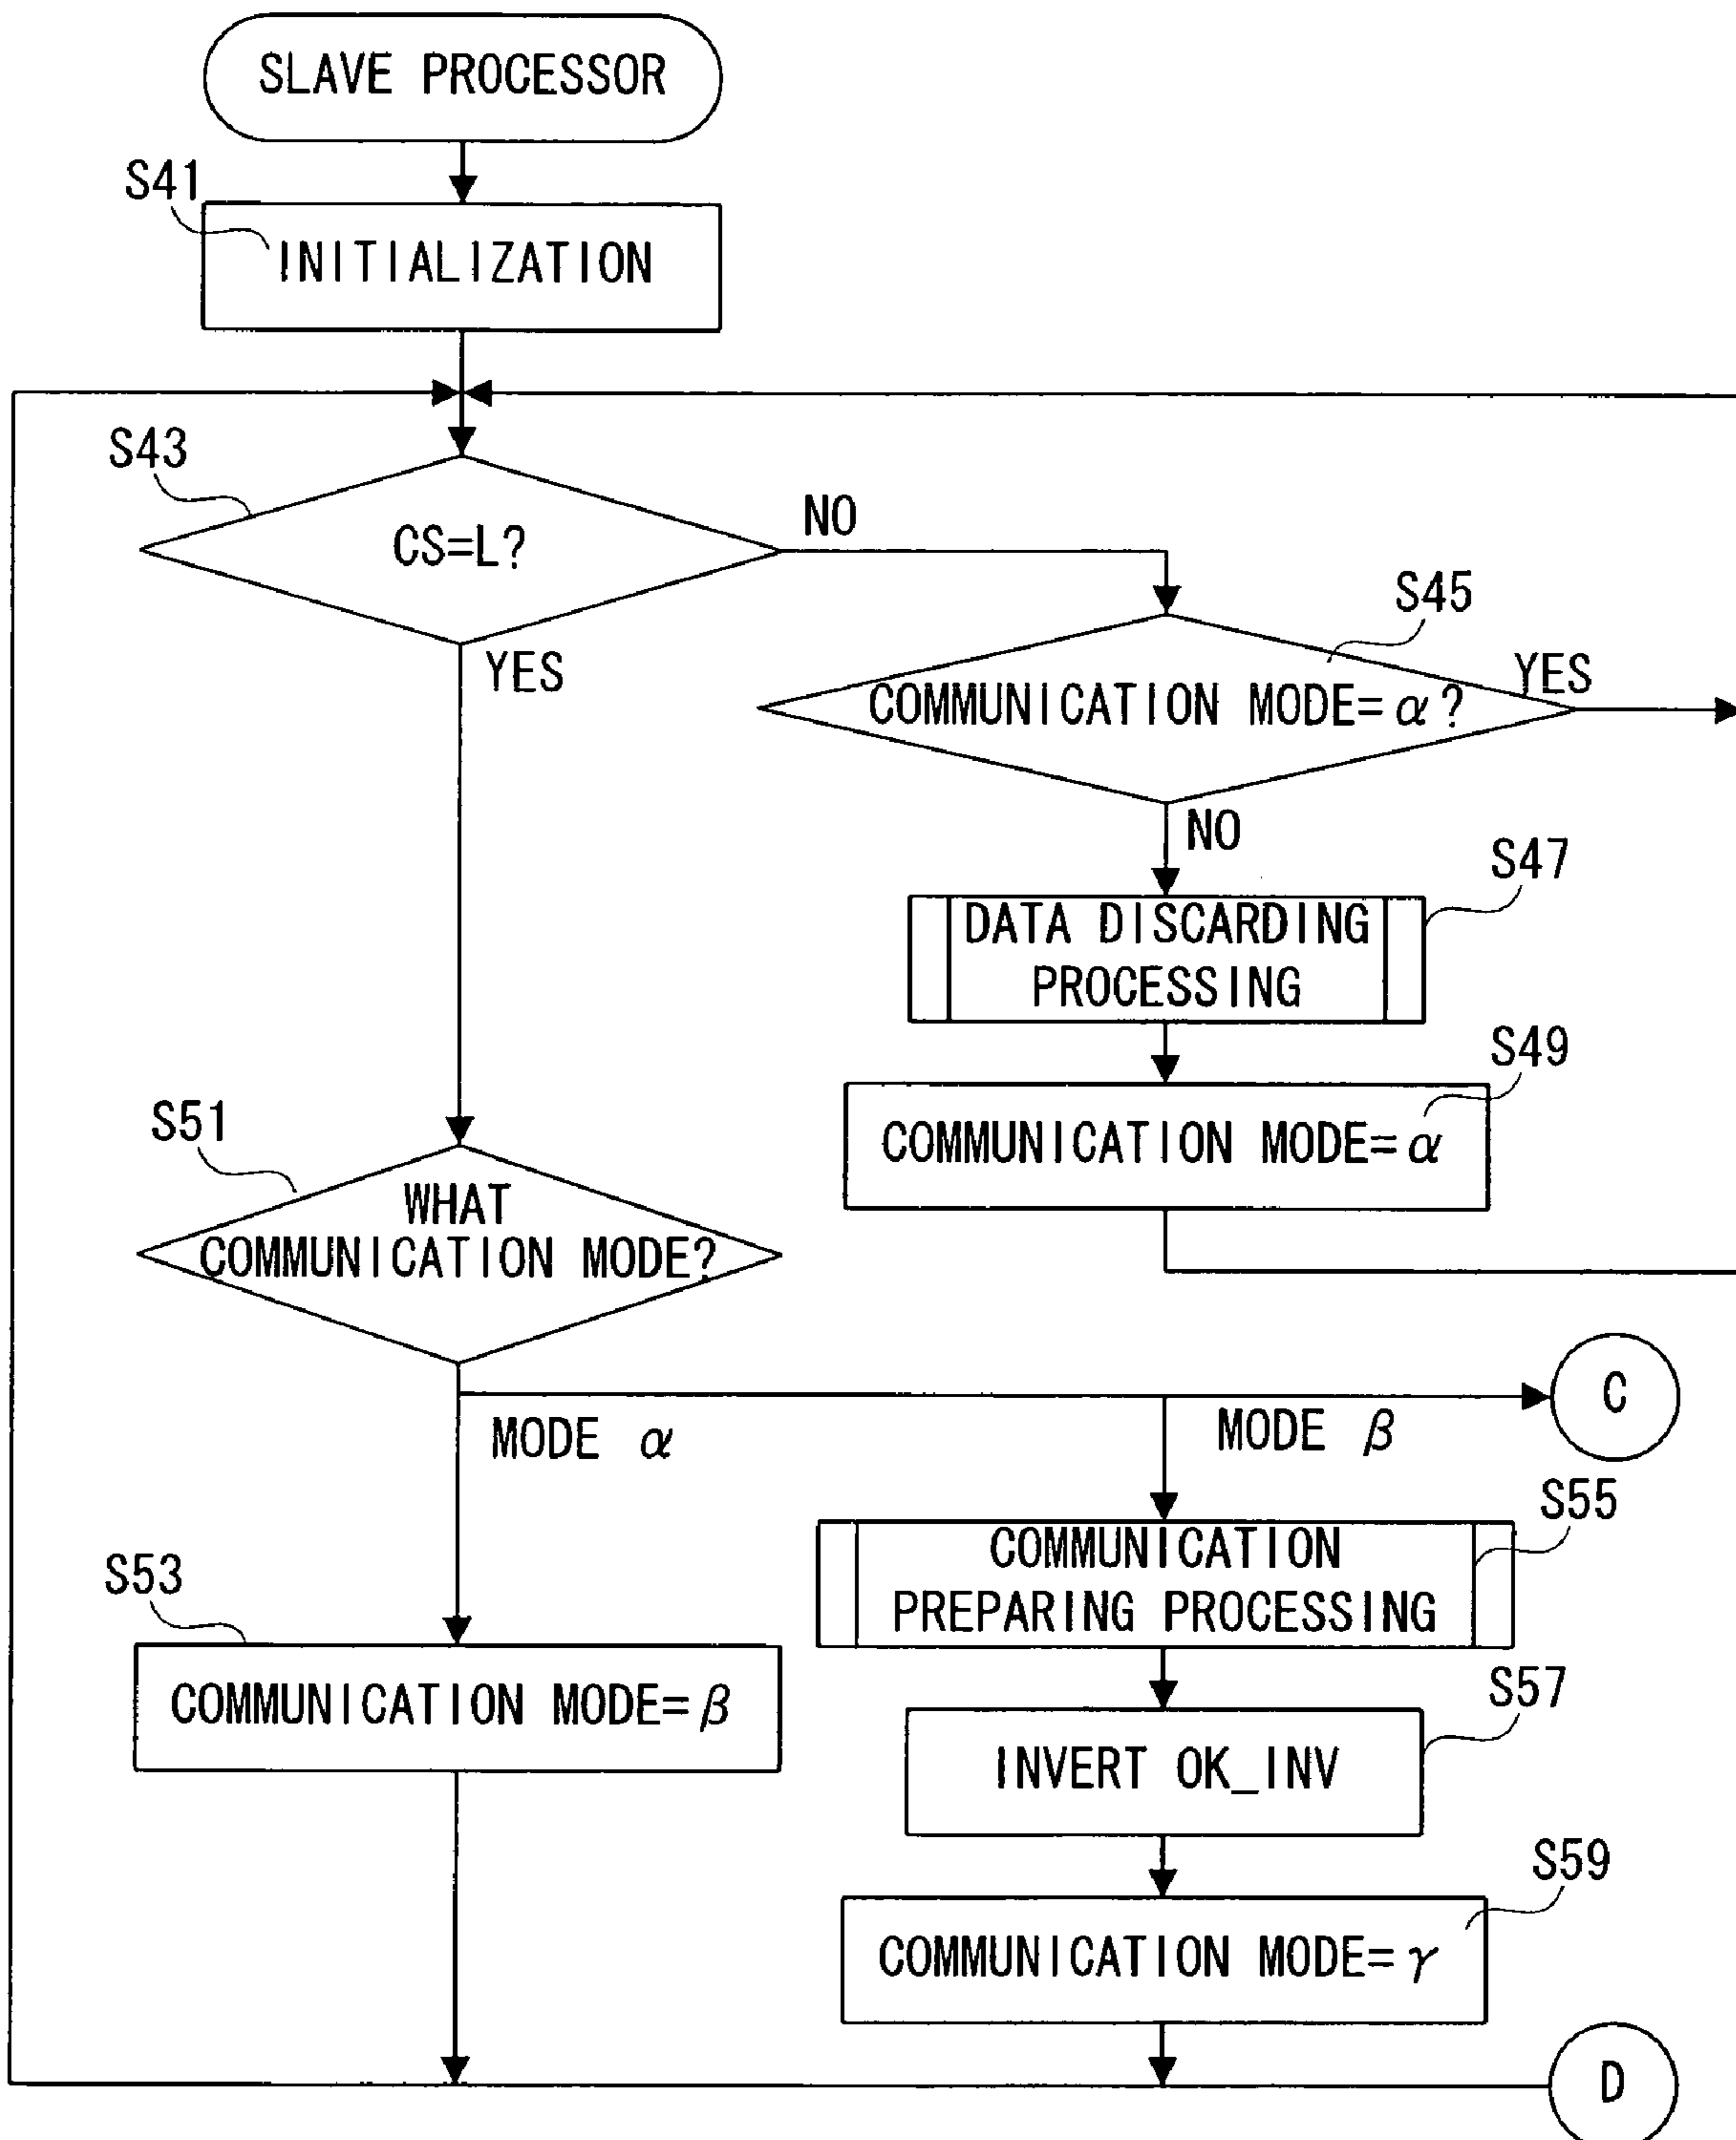 SLAVE PROCESSOR
S41
INITIALIZATION
S43
CS=L?
NO
YES
S45
COMMUNICATION MODE=α?
YES
NO
S47
DATA DISCARDING
PROCESSING
S49
COMMUNICATION MODE=α
S51
WHAT
COMMUNICATION MODE?
C
MODE α
MODE β
S55
COMMUNICATION
PREPARING PROCESSING
S53
COMMUNICATION MODE=β
S57
INVERT OK_INV
S59
COMMUNICATION MODE=γ
D